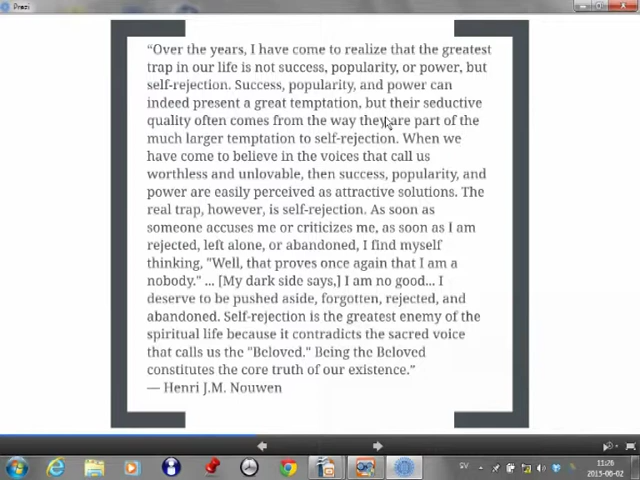 Prezi
“Over the years, I have come to realize that the greatest
trap in our life is not success, popularity, or power, but
self-rejection. Success, popularity, and power can
indeed present a great temptation, but their seductive
quality often comes from the way they are part of the
much larger temptation to self-rejection. When we
have come to believe in the voices that call us
worthless and unlovable, then success, popularity, and
power are easily perceived as attractive solutions. The
real trap, however, is self-rejection. As soon as
someone accuses me or criticizes me, as soon as I am
rejected, left alone, or abandoned, I find myself
thinking, "Well, that proves once again that I am a
nobody." ... [My dark side says,] I am no good... I
deserve to be pushed aside, forgotten, rejected, and
abandoned. Self-rejection is the greatest enemy of the
spiritual life because it contradicts the sacred voice
that calls us the "Beloved." Being the Beloved
constitutes the core truth of our existence.”
— Henri J.M. Nouwen
SV
11:26
2015-06-02